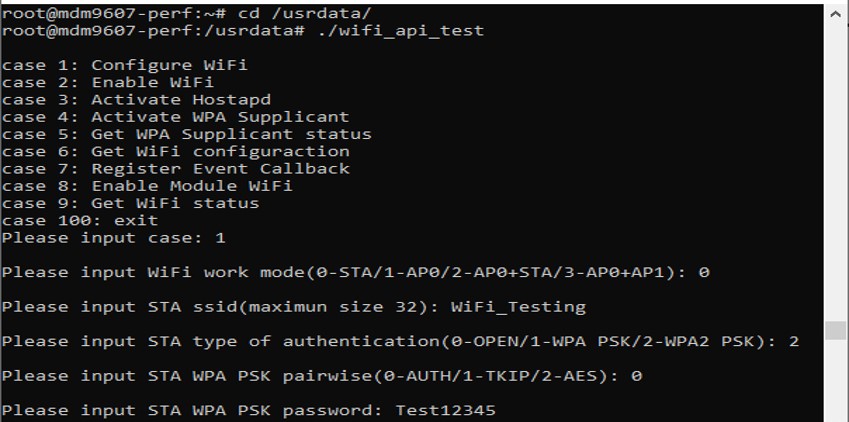 root@mdm9607-perf:~# cd /usrdata/
root@mdm9607-perf:/usrdata# ./wifi_api_test
case 1: Configure WiFi
case 2: Enable WiFi
case 3: Activate Hostapd
case 4: Activate WPA Supplicant
case 5: Get WPA Supplicant status
case 6: Get WiFi configuraction
case 7: Register Event Callback
case 8: Enable Module WiFi
case 9: Get WiFi status
case 100: exit
Please input case: 1
Please input WiFi work mode(0-STA/1-AP0/2-AP0+STA/3-AP0+AP1): 0
Please input STA ssid(maximun size 32): WiFi_Testing
Please input STA type of authentication(0-OPEN/1-WPA PSK/2-WPA2 PSK): 2
Please input STA WPA PSK pairwise(0-AUTH/1-TKIP/2-AES): 0
Please input STA WPA PSK password: Test12345